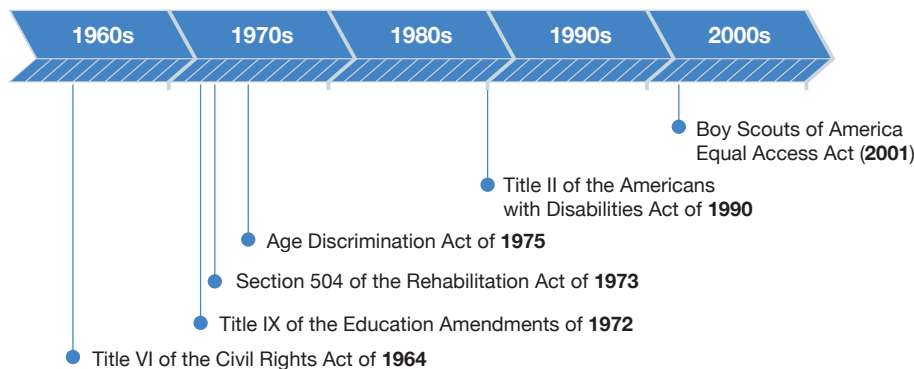 1960s 1970s 1980s 1990s 2000s
Boy Scouts of America
Equal Access Act (2001)
Title II of the Americans
with Disabilities Act of 1990
Age Discrimination Act of 1975
Section 504 of the Rehabilitation Act of 1973
Title IX of the Education Amendments of 1972
Title VI of the Civil Rights Act of 1964